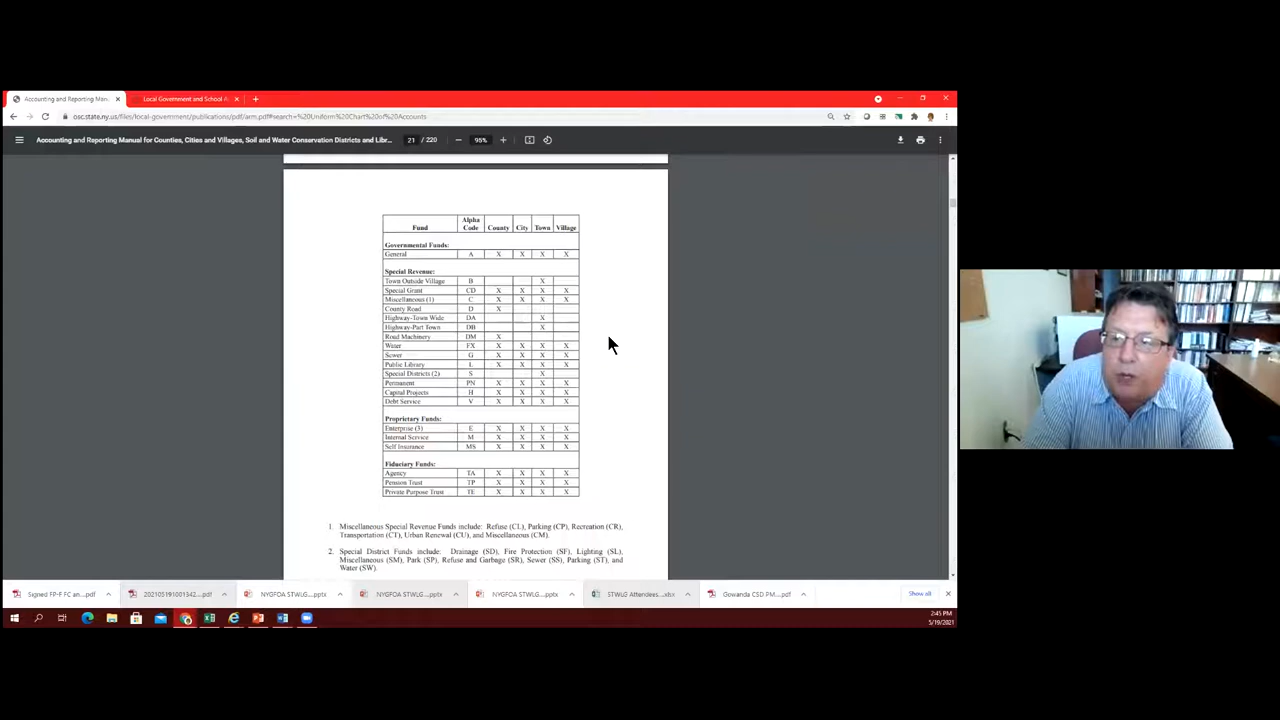 Accounting and Reporting Man...
Local Government and School A
osc.state.ny.us/files/local-government/publications/pdf/arm.pdf#search=%20Uniform%20Chart%20of%20Accounts
Accounting and Reporting Manual for Counties, Cities and Villages, Soil and Water Conservation Districts and Libr...
21 / 220
95%
Fund Alpha Code County City Town Village
Governmental Funds:
General A X X X X
Special Revenue:
Town Outside Village B X
Special Grant CD X X X X
Miscellaneous (1) C X X X X
County Road D X
Highway-Town Wide DA X
Highway-Part Town DB X
Road Machinery DM X
Water FX X X X X
Sewer G X X X X
Public Library L X X X X
Special Districts (2) S X
Permanent PN X X X X
Capital Projects H X X X X
Debt Service V X X X X
Proprietary Funds:
Enterprise (3) E X X X X
Internal Service M X X X X
Self Insurance MS X X X X
Fiduciary Funds:
Agency TA X X X X
Pension Trust TP X X X X
Private Purpose Trust TE X X X X
1. Miscellaneous Special Revenue Funds include: Refuse (CL), Parking (CP), Recreation (CR),
Transportation (CT), Urban Renewal (CU), and Miscellaneous (CM).
2. Special District Funds include: Drainage (SD), Fire Protection (SF), Lighting (SL),
Miscellaneous (SM), Park (SP), Refuse and Garbage (SR), Sewer (SS), Parking (ST), and
Water (SW).
Signed FP-F FC an....pdf
202105191001342....pdf
NYGFOA STWLG....pptx
NYGFOA STWLG....pptx
NYGFOA STWLG....pptx
STWLG Attendees....xlsx
Gowanda CSD PM....pdf
Show all
2:45 PM
5/19/2021